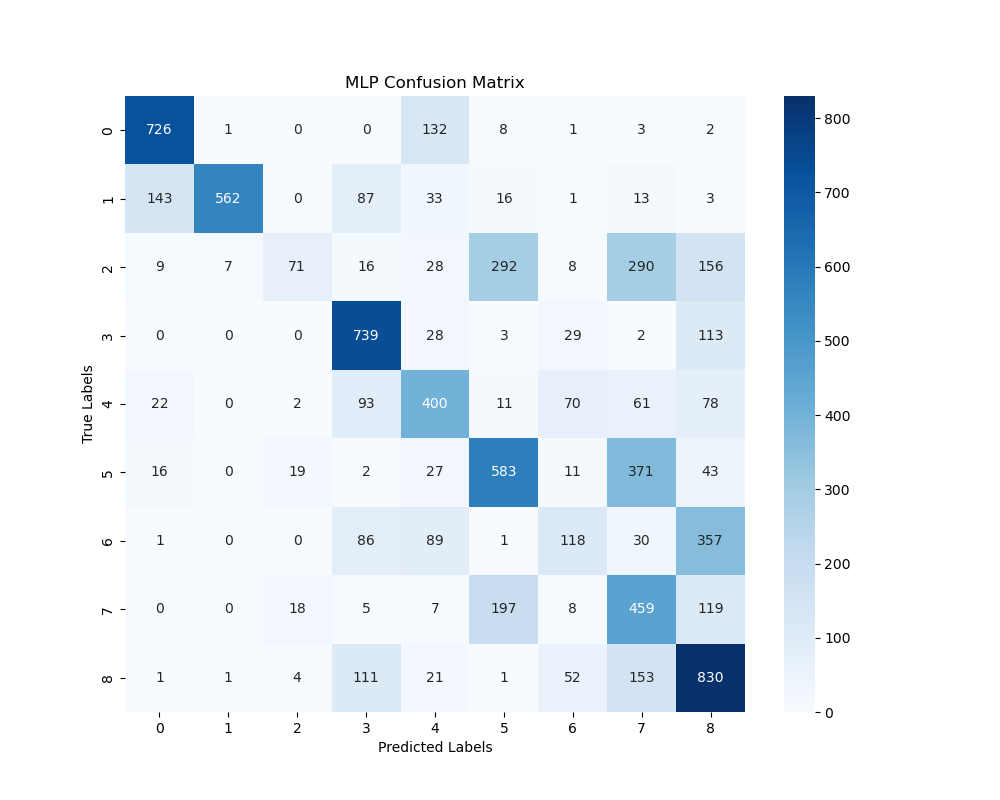 MLP Confusion Matrix
0 726 1 0 0 132 8 1 3 2
1 143 562 0 87 33 16 1 13 3
2 9 7 71 16 28 292 8 290 156
3 0 0 0 739 28 3 29 2 113
4 22 0 2 93 400 11 70 61 78
5 16 0 19 2 27 583 11 371 43
6 1 0 0 86 89 1 118 30 357
7 0 0 18 5 7 197 8 459 119
8 1 1 4 111 21 1 52 153 830
0 1 2 3 4 5 6 7 8
True Labels
Predicted Labels
800
700
600
500
400
300
200
100
0